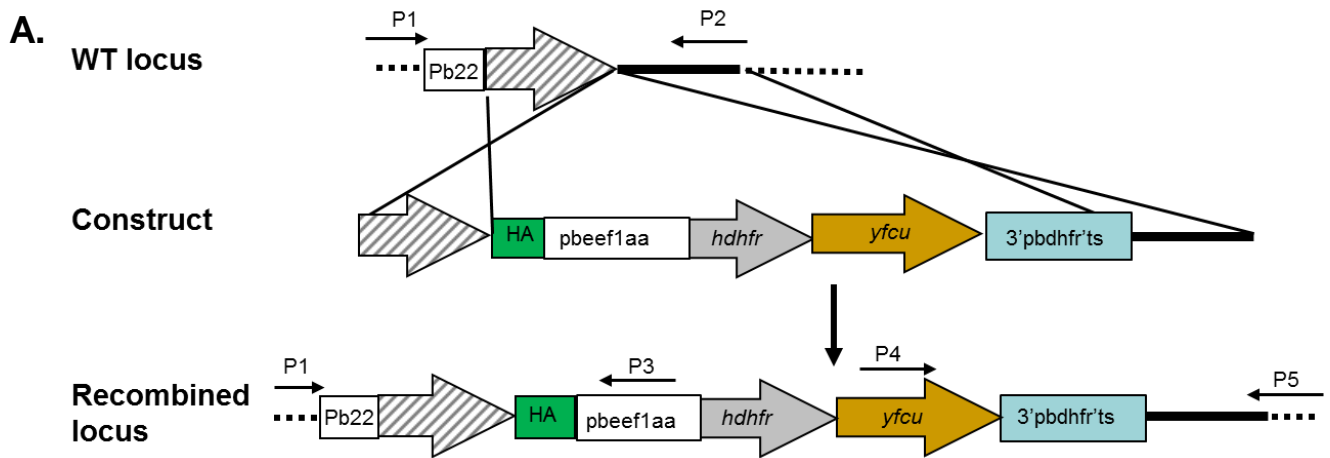 A.
P1
P2
WT locus
Pb22
Construct
HA
pbeef1aa
hdhfr
yfcu
3'pbdhfr'ts
P1
P3
P4
P5
Recombined
locus
Pb22
HA
pbeef1aa
hdhfr
yfcu
3'pbdhfr'ts